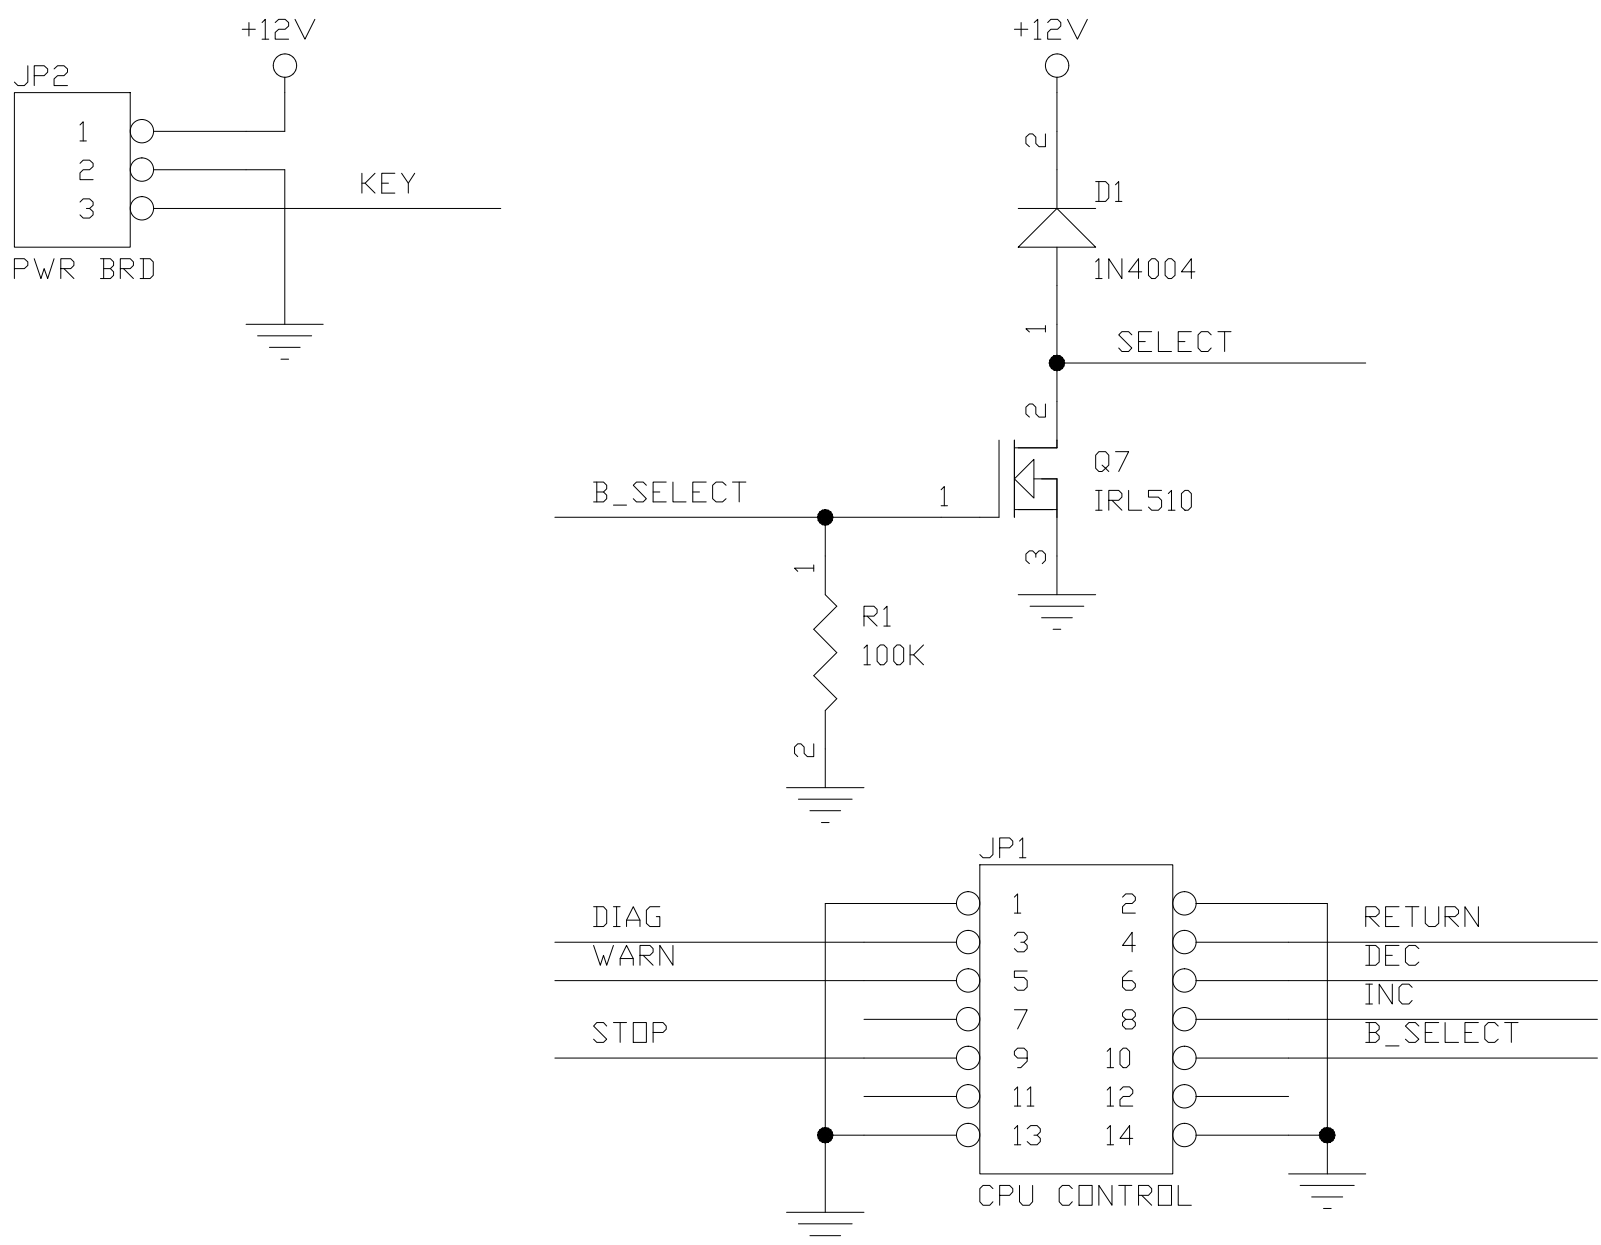 +12V
+12V
JP2
1
2
3
KEY
PWR BRD
2
D1
1N4004
1
SELECT
2
Q7
IRL510
B_SELECT
1
3
1
R1
100K
2
JP1
1 2
DIAG
RETURN
3 4
WARN
DEC
5 6
INC
7 8
STOP
B_SELECT
9 10
11 12
13 14
CPU CONTROL